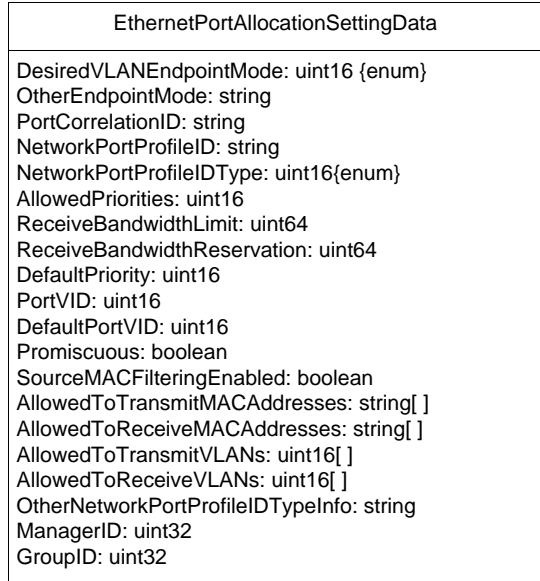 EthernetPortAllocationSettingData
DesiredVLANEndpointMode: uint16 {enum}
OtherEndpointMode: string
PortCorrelationID: string
NetworkPortProfileID: string
NetworkPortProfileIDType: uint16{enum}
AllowedPriorities: uint16
ReceiveBandwidthLimit: uint64
ReceiveBandwidthReservation: uint64
DefaultPriority: uint16
PortVID: uint16
DefaultPortVID: uint16
Promiscuous: boolean
SourceMACFilteringEnabled: boolean
AllowedToTransmitMACAddresses: string[ ]
AllowedToReceiveMACAddresses: string[ ]
AllowedToTransmitVLANs: uint16[ ]
AllowedToReceiveVLANs: uint16[ ]
OtherNetworkPortProfileIDTypeInfo: string
ManagerID: uint32
GroupID: uint32